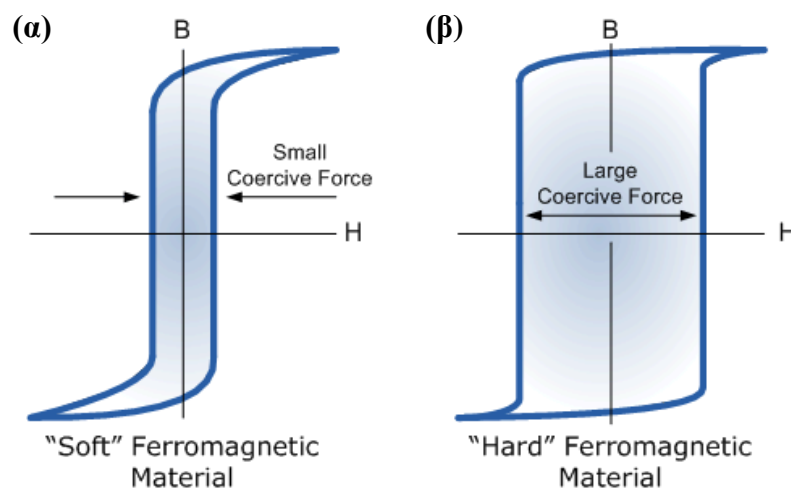 (α)
B
Small
Coercive Force
H
“Soft” Ferromagnetic
Material
(β)
B
Large
Coercive Force
H
“Hard” Ferromagnetic
Material